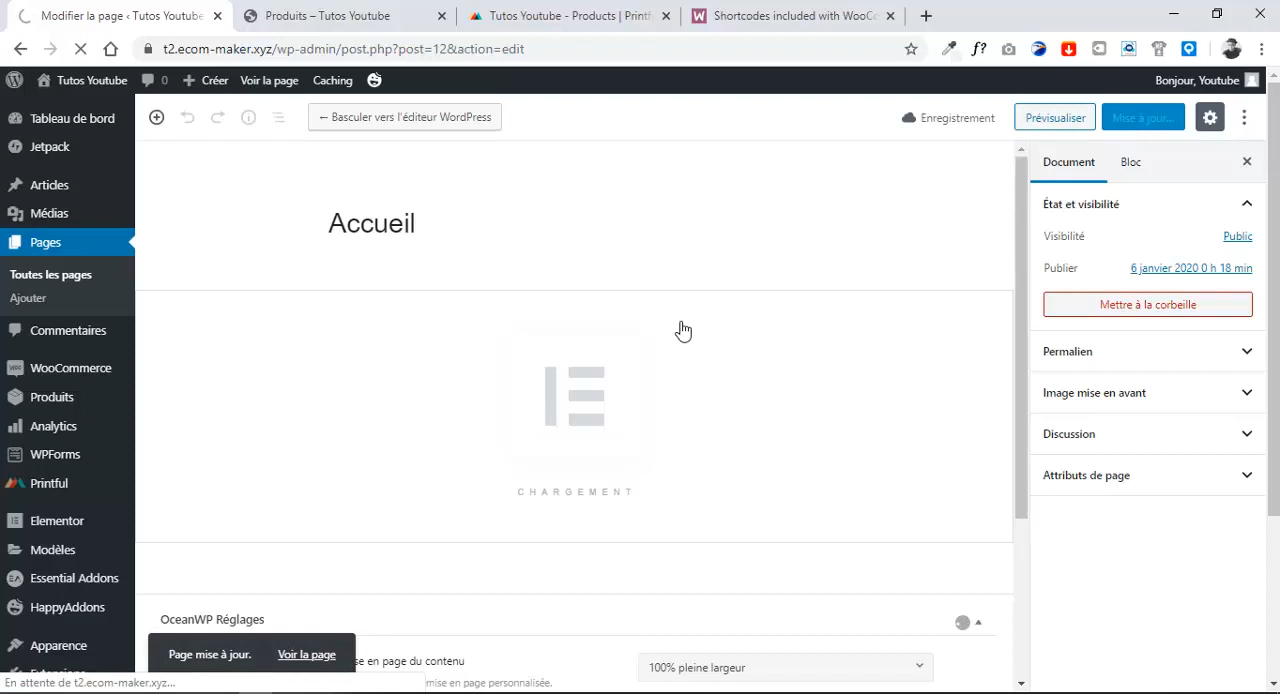 Modifier la page ‹ Tutos Youtube
Produits – Tutos Youtube
Tutos Youtube - Products | Printf
Shortcodes included with WooCo
t2.ecom-maker.xyz/wp-admin/post.php?post=12&action=edit
Tutos Youtube
0
Créer
Voir la page
Caching
Bonjour, Youtube
Tableau de bord
Jetpack
Articles
Médias
Pages
Toutes les pages
Ajouter
Commentaires
WooCommerce
Produits
Analytics
WPForms
Printful
Elementor
Modèles
Essential Addons
HappyAddons
Apparence
← Basculer vers l'éditeur WordPress
Enregistrement
Prévisualiser
Mise à jour...
Accueil
CHARGEMENT
OceanWP Réglages
se en page du contenu
100% pleine largeur
mise en page personnalisée.
Page mise à jour.
Voir la page
En attente de t2.ecom-maker.xyz...
Document
Bloc
État et visibilité
Visibilité
Public
Publier
6 janvier 2020 0 h 18 min
Mettre à la corbeille
Permalien
Image mise en avant
Discussion
Attributs de page